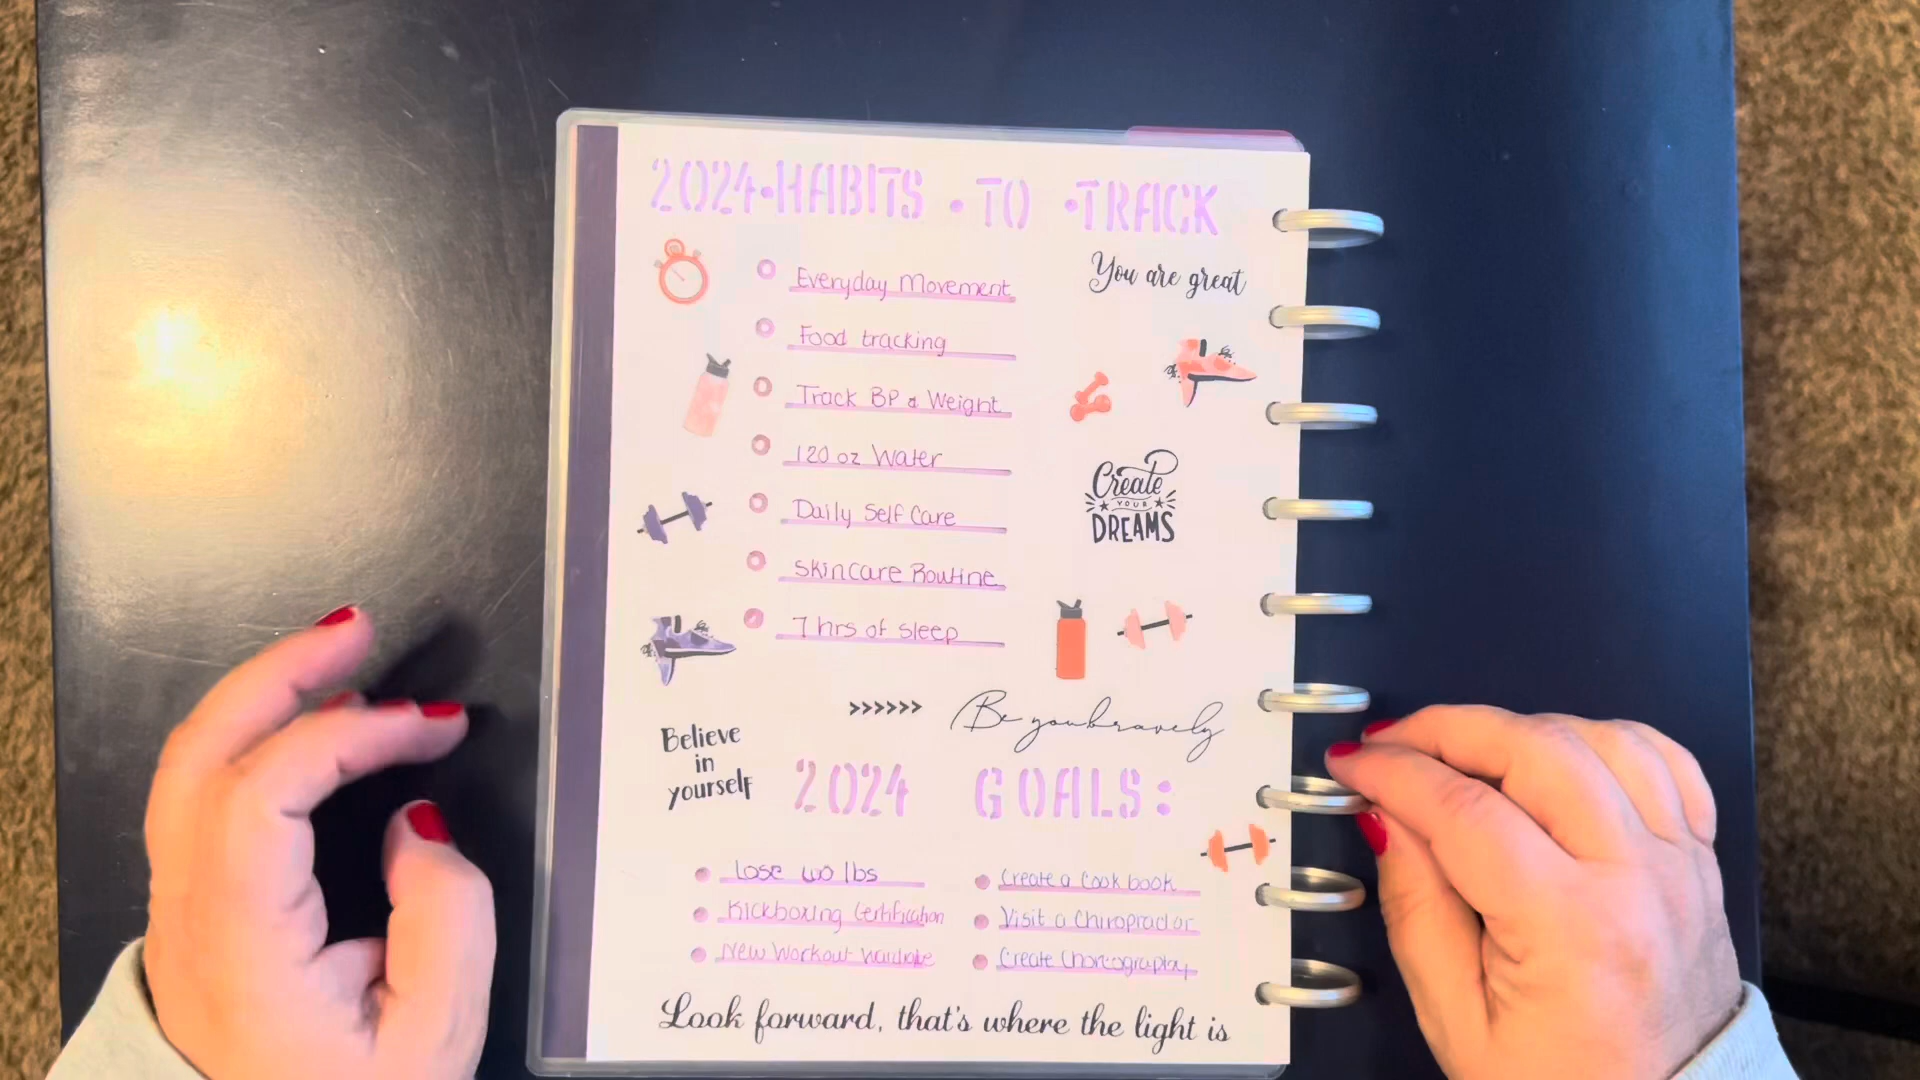 2024·HABITS · TO ·TRACK
Everyday Movement
You are great
Food tracking
Track BP & Weight
120 oz Water
Create
YOUR
DREAMS
Daily Self Care
Skincare Routine
7 hrs of sleep
>>>>>>
Be you bravely
Believe
in
yourself
2024 GOALS:
Lose lbs
Kickboxing Certification
New Workout Wardrobe
Create a Cook book
Visit a Chiropractor
Create Choreography
Look forward, that's where the light is